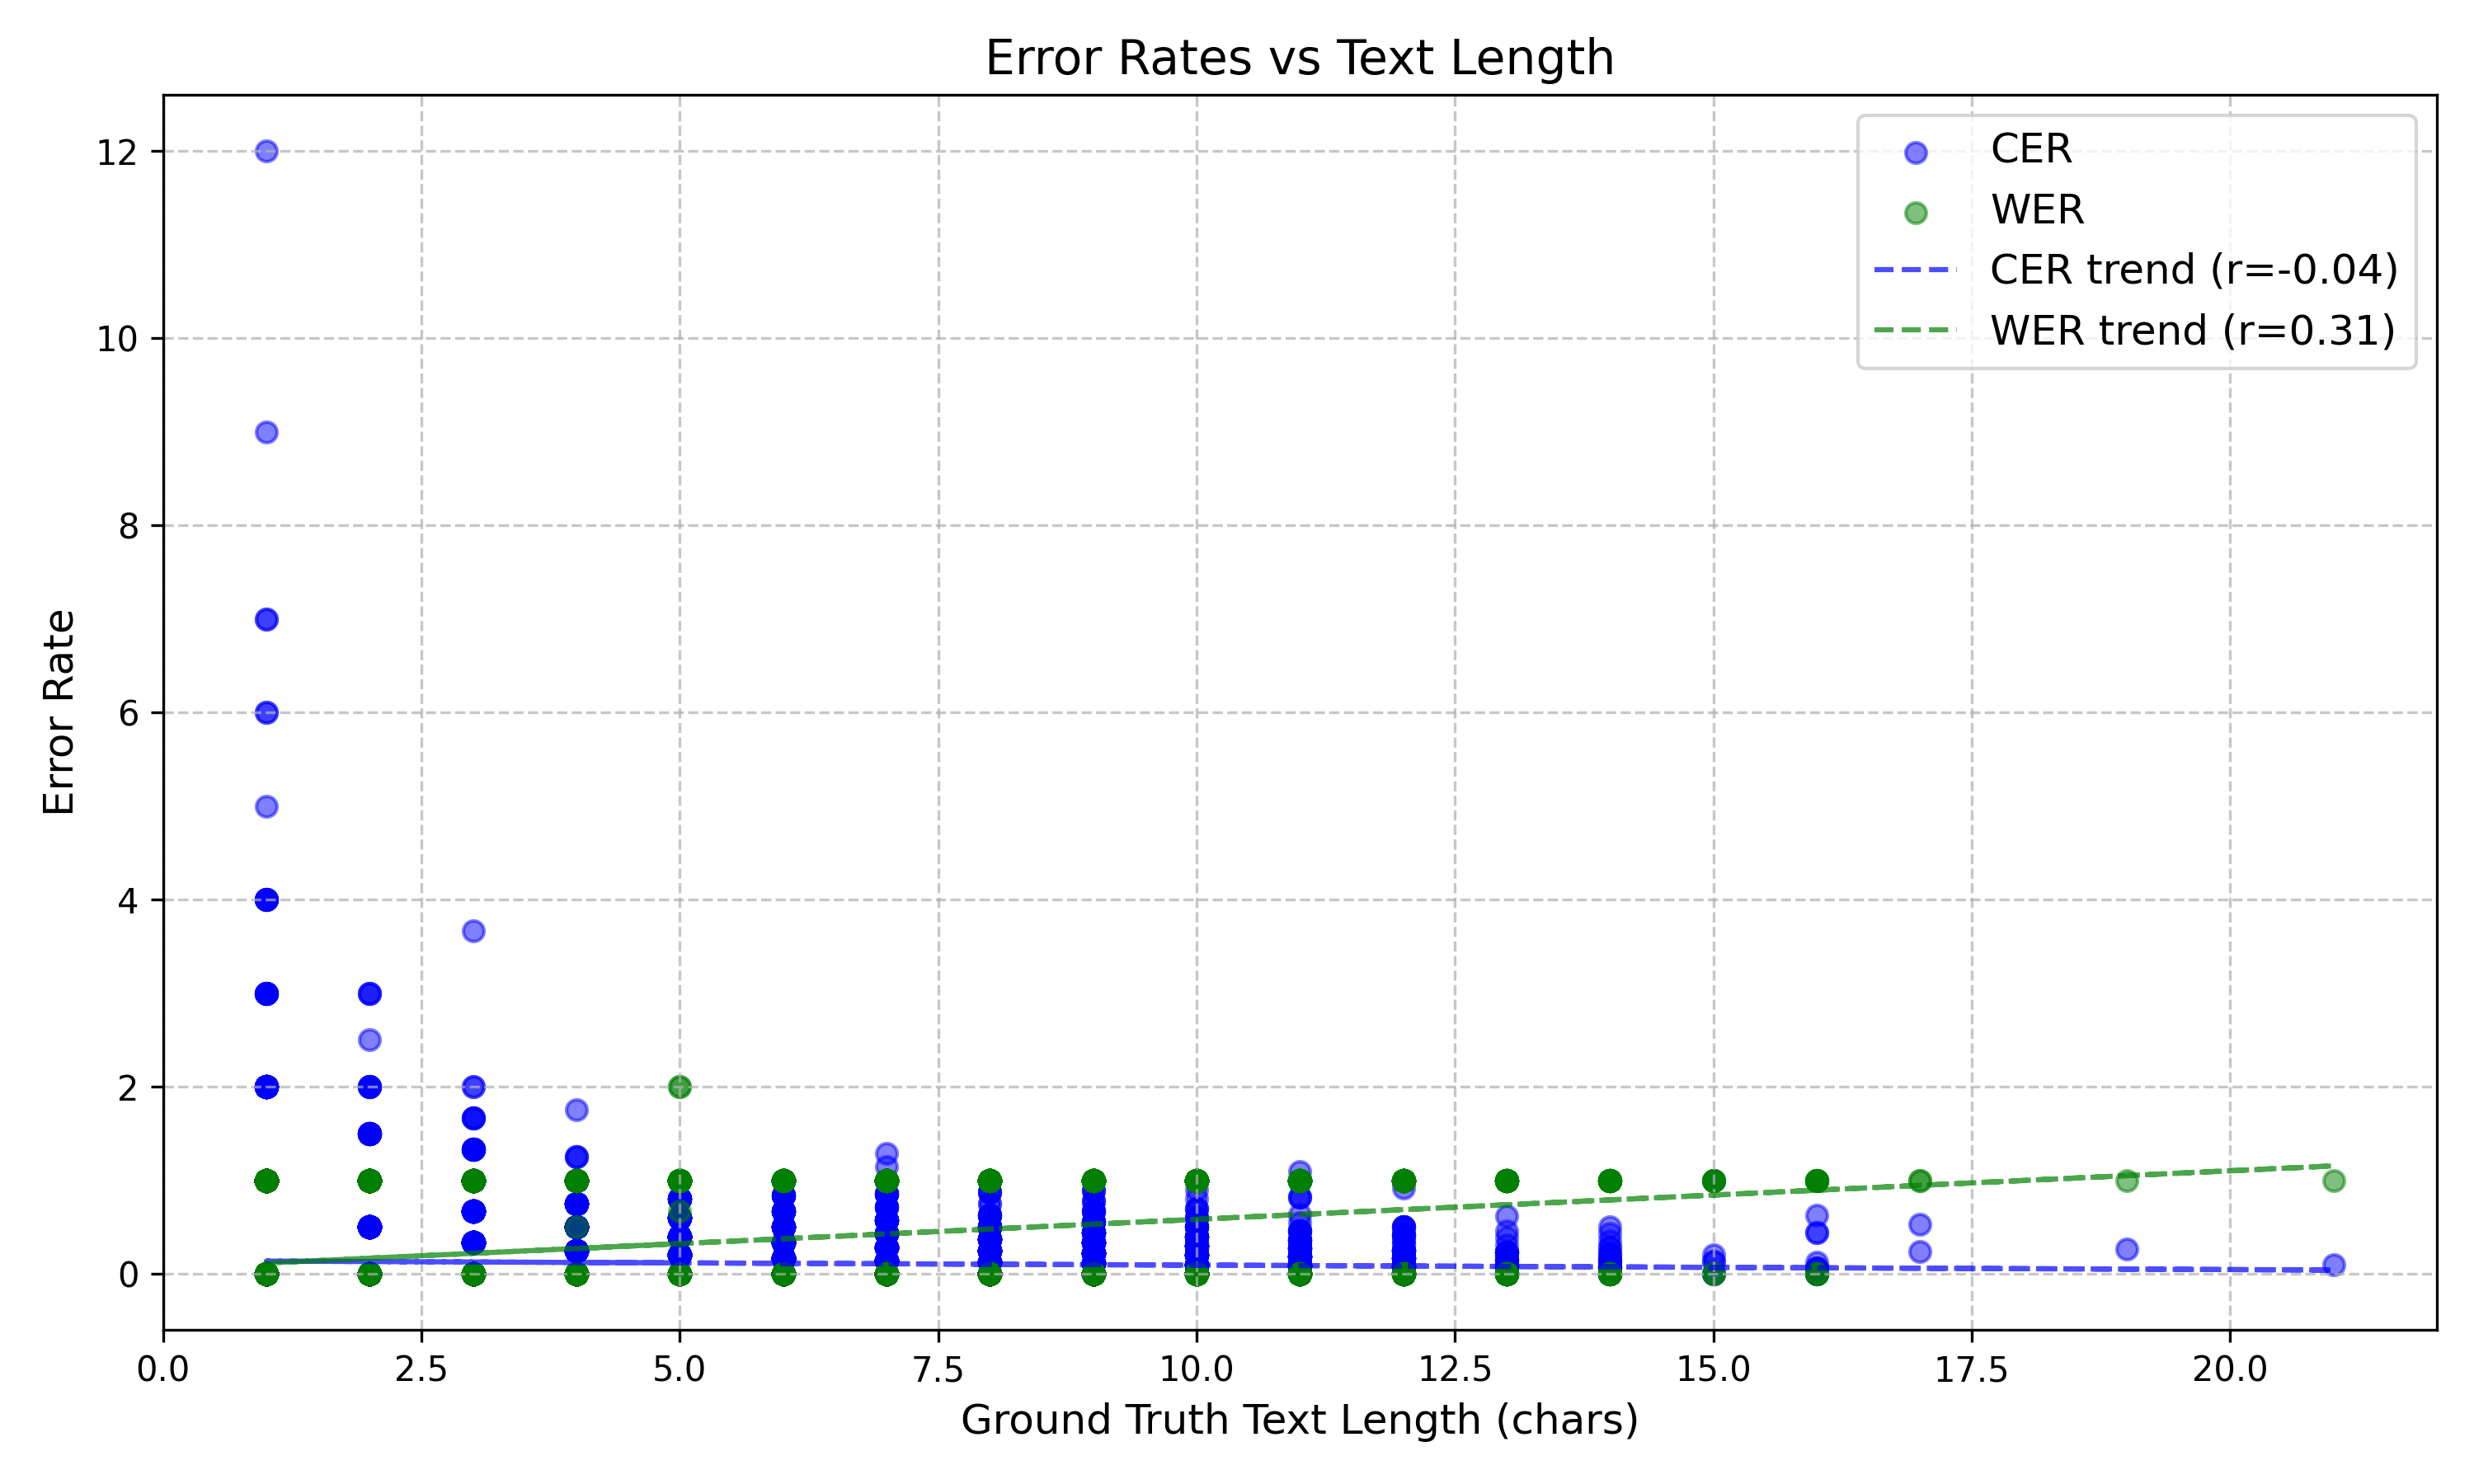 Error Rates vs Text Length
12
10
8
6
4
2
0
Error Rate
CER
WER
CER trend (r=-0.04)
WER trend (r=0.31)
0.0 2.5 5.0 7.5 10.0 12.5 15.0 17.5 20.0
Ground Truth Text Length (chars)